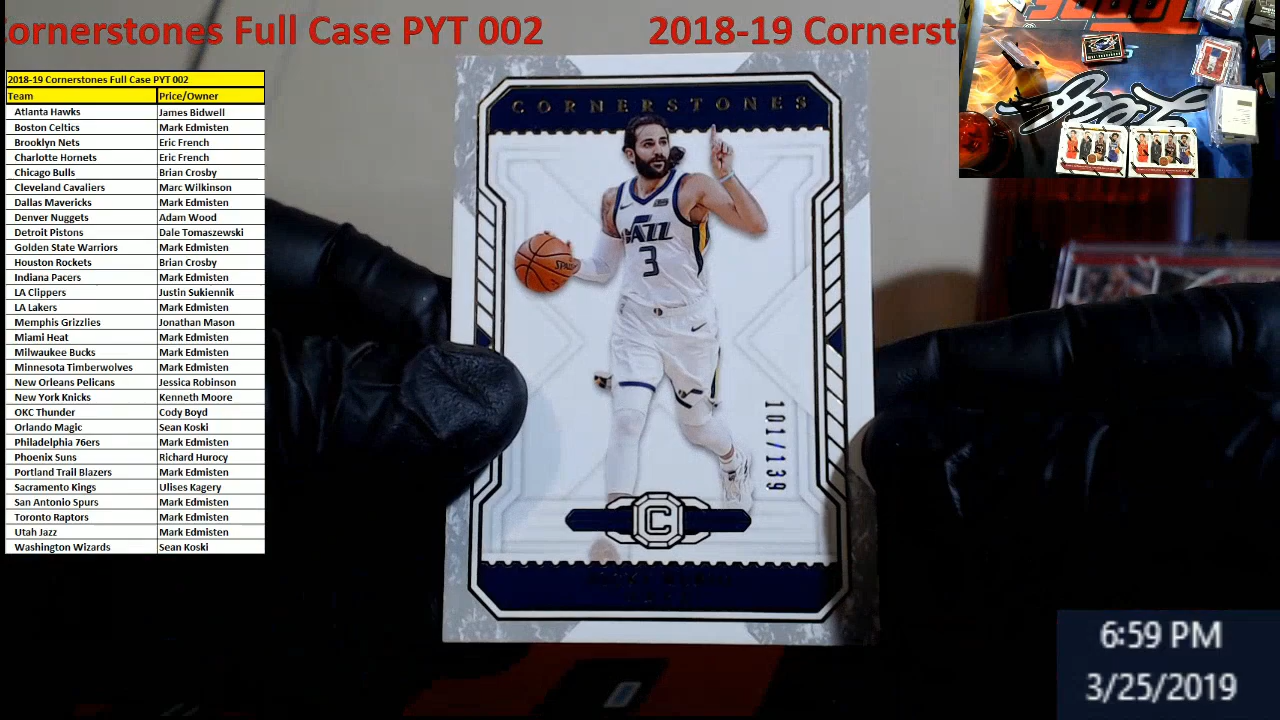 ornerstones Full Case PYT 002 2018-19 Cornerst
2018-19 Cornerstones Full Case PYT 002
Team Price/Owner
Atlanta Hawks James Bidwell
Boston Celtics Mark Edmisten
Brooklyn Nets Eric French
Charlotte Hornets Eric French
Chicago Bulls Brian Crosby
Cleveland Cavaliers Marc Wilkinson
Dallas Mavericks Mark Edmisten
Denver Nuggets Adam Wood
Detroit Pistons Dale Tomaszewski
Golden State Warriors Mark Edmisten
Houston Rockets Brian Crosby
Indiana Pacers Mark Edmisten
LA Clippers Justin Sukiennik
LA Lakers Mark Edmisten
Memphis Grizzlies Jonathan Mason
Miami Heat Mark Edmisten
Milwaukee Bucks Mark Edmisten
Minnesota Timberwolves Mark Edmisten
New Orleans Pelicans Jessica Robinson
New York Knicks Kenneth Moore
OKC Thunder Cody Boyd
Orlando Magic Sean Koski
Philadelphia 76ers Mark Edmisten
Phoenix Suns Richard Hurocy
Portland Trail Blazers Mark Edmisten
Sacramento Kings Ulises Kagery
San Antonio Spurs Mark Edmisten
Toronto Raptors Mark Edmisten
Utah Jazz Mark Edmisten
Washington Wizards Sean Koski
CORNERSTONES
JAZZ
3
101/139
C
6:59 PM
3/25/2019